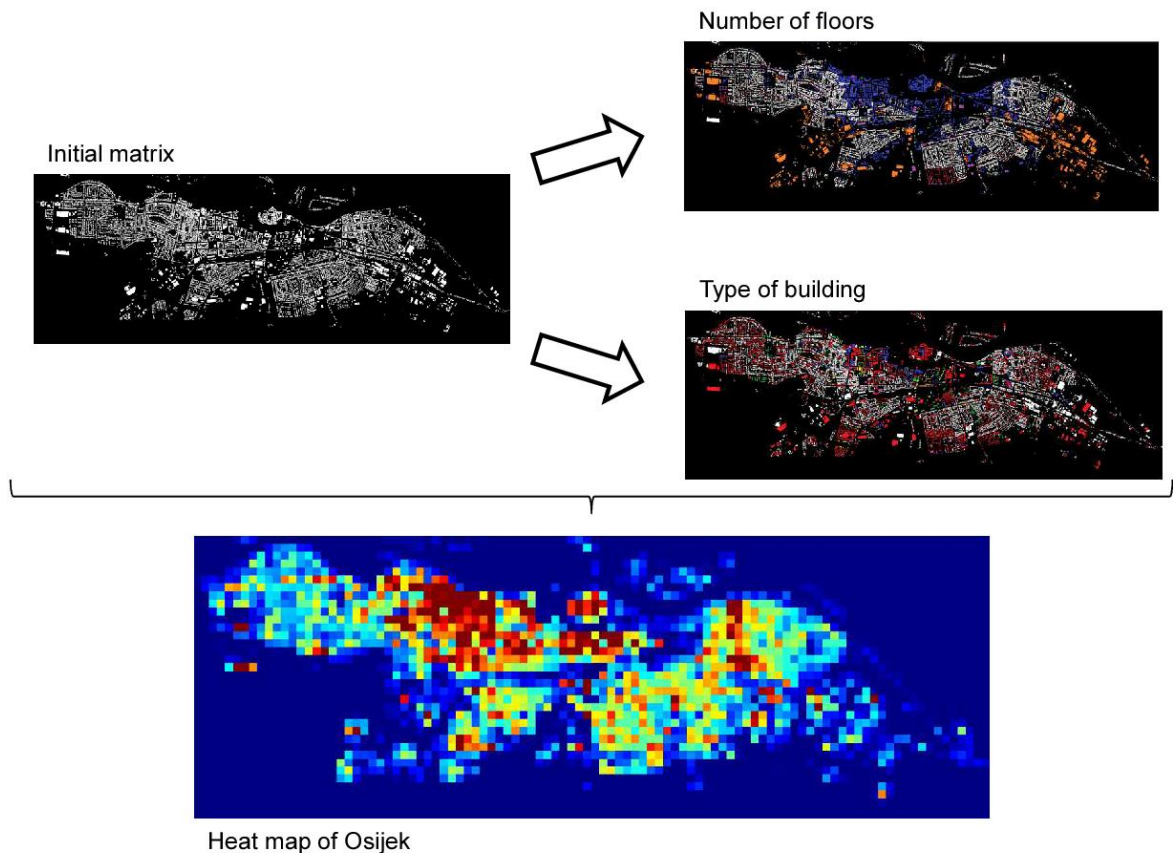 Number of floors
Initial matrix
Type of building
Heat map of Osijek